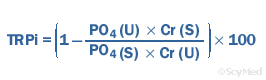 TRPi = (1 − PO₄ (U) × Cr (S) / PO₄ (S) × Cr (U)) × 100
©ScyMed